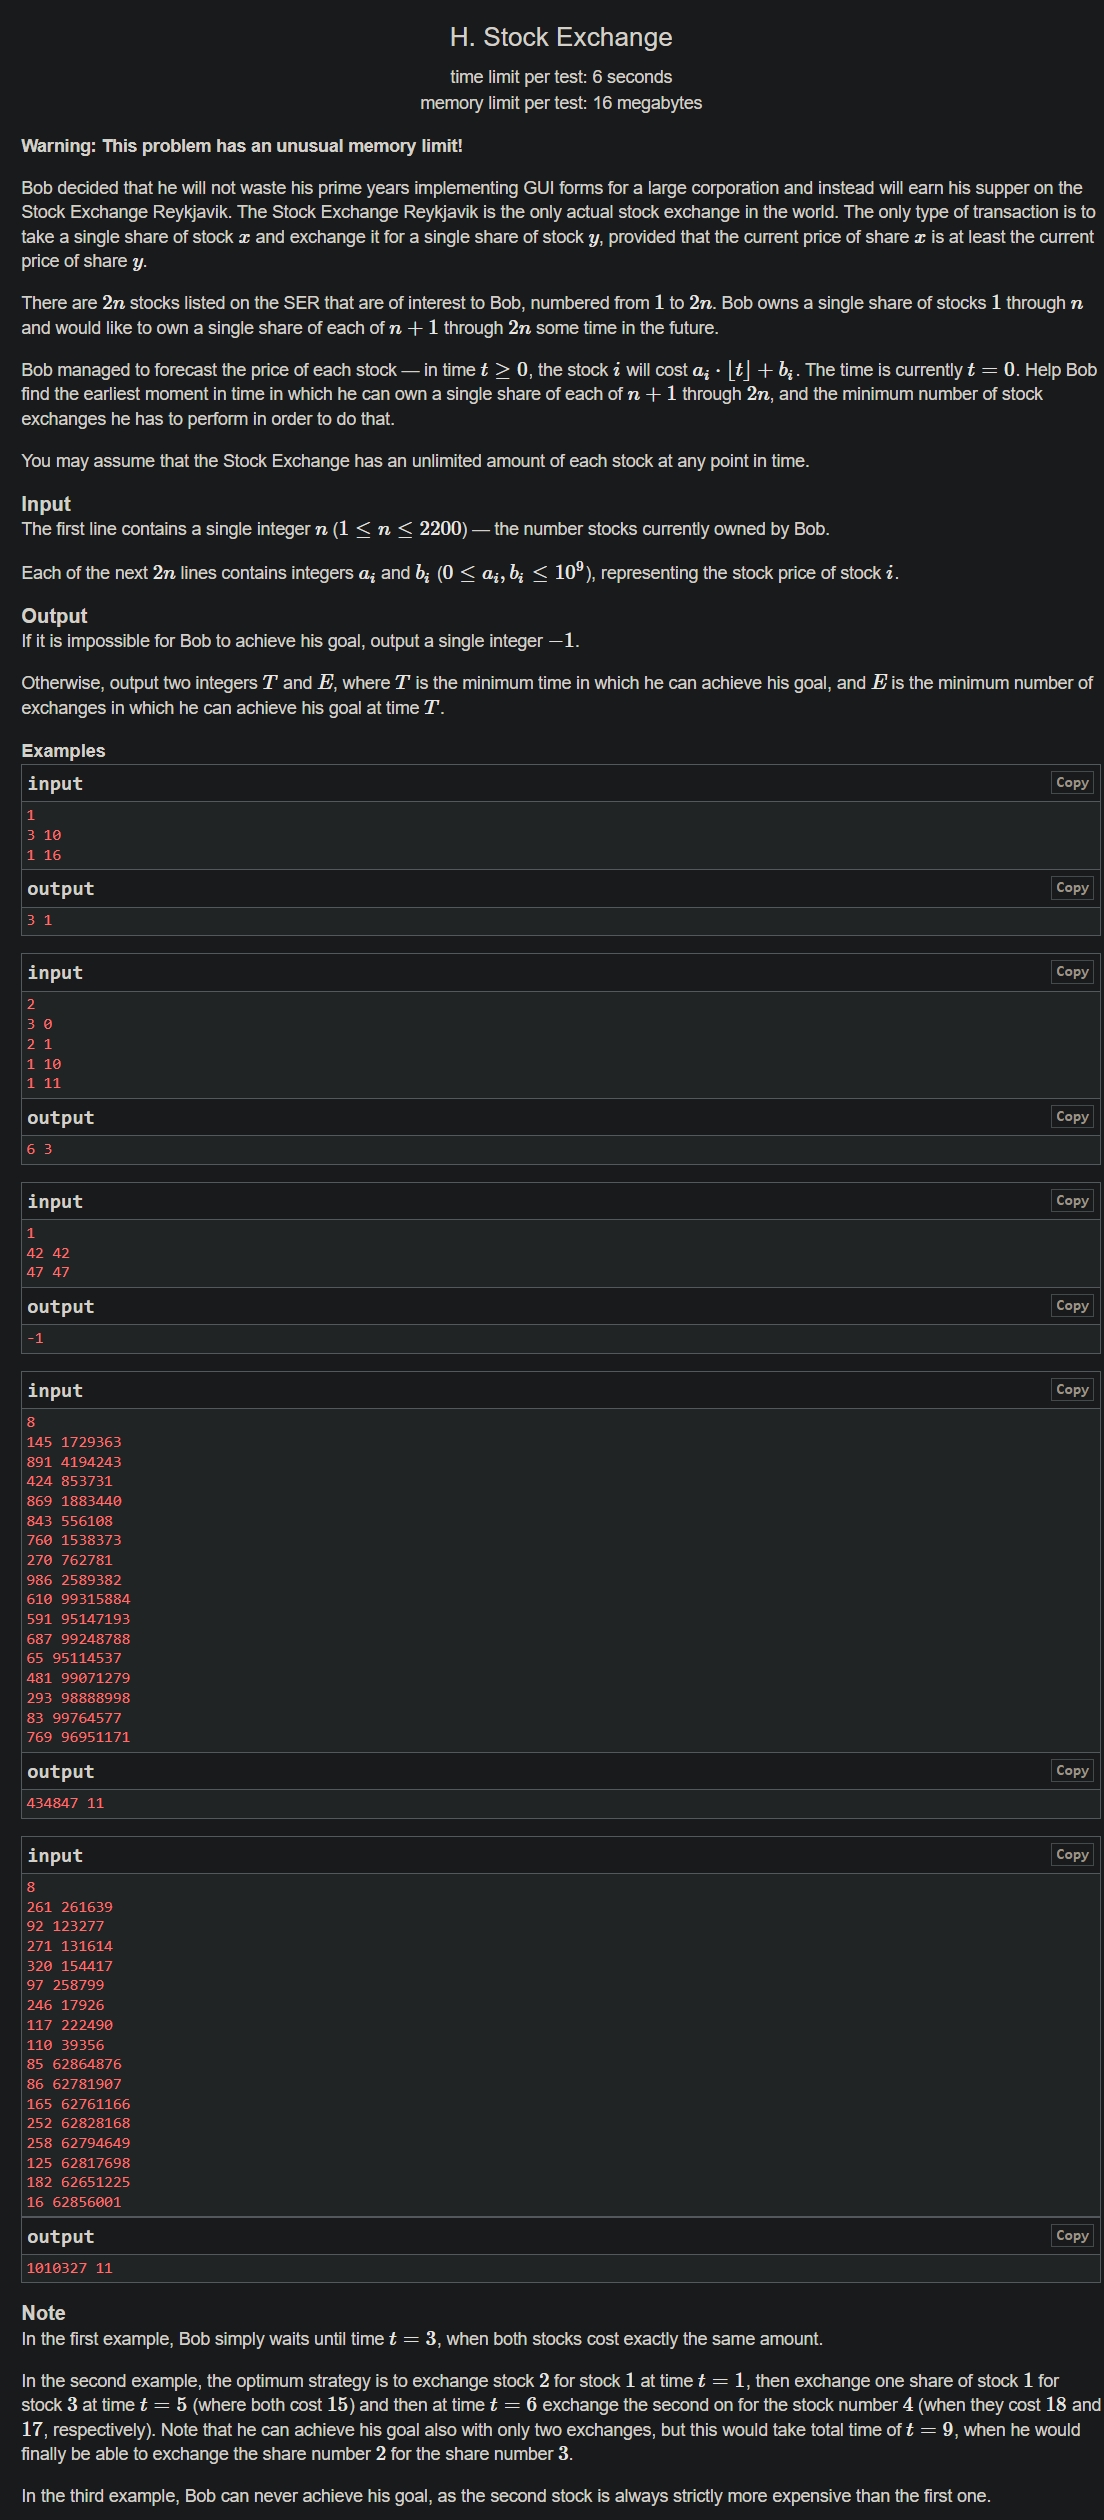 H. Stock Exchange
time limit per test: 6 seconds
memory limit per test: 16 megabytes
Warning: This problem has an unusual memory limit!
Bob decided that he will not waste his prime years implementing GUI forms for a large corporation and instead will earn his supper on the
Stock Exchange Reykjavik. The Stock Exchange Reykjavik is the only actual stock exchange in the world. The only type of transaction is to
take a single share of stock x and exchange it for a single share of stock y, provided that the current price of share x is at least the current
price of share y.
There are 2n stocks listed on the SER that are of interest to Bob, numbered from 1 to 2n. Bob owns a single share of stocks 1 through n
and would like to own a single share of each of n + 1 through 2n some time in the future.
Bob managed to forecast the price of each stock — in time t ≥ 0, the stock i will cost a_i · ⌊t⌋ + b_i. The time is currently t = 0. Help Bob
find the earliest moment in time in which he can own a single share of each of n + 1 through 2n, and the minimum number of stock
exchanges he has to perform in order to do that.
You may assume that the Stock Exchange has an unlimited amount of each stock at any point in time.
Input
The first line contains a single integer n (1 ≤ n ≤ 2200) — the number stocks currently owned by Bob.
Each of the next 2n lines contains integers a_i and b_i (0 ≤ a_i, b_i ≤ 10^9), representing the stock price of stock i.
Output
If it is impossible for Bob to achieve his goal, output a single integer −1.
Otherwise, output two integers T and E, where T is the minimum time in which he can achieve his goal, and E is the minimum number of
exchanges in which he can achieve his goal at time T.
Examples
input
Copy
1
3 10
1 16
output
Copy
3 1
input
Copy
2
3 0
2 1
1 10
1 11
output
Copy
6 3
input
Copy
1
42 42
47 47
output
Copy
-1
input
Copy
8
145 1729363
891 4194243
424 853731
869 1883440
843 556108
760 1538373
270 762781
986 2589382
610 99315884
591 95147193
687 99248788
65 95114537
481 99071279
293 98888998
83 99764577
769 96951171
output
Copy
434847 11
input
Copy
8
261 261639
92 123277
271 131614
320 154417
97 258799
246 17926
117 222490
110 39356
85 62864876
86 62781907
165 62761166
252 62828168
258 62794649
125 62817698
182 62651225
16 62856001
output
Copy
1010327 11
Note
In the first example, Bob simply waits until time t = 3, when both stocks cost exactly the same amount.
In the second example, the optimum strategy is to exchange stock 2 for stock 1 at time t = 1, then exchange one share of stock 1 for
stock 3 at time t = 5 (where both cost 15) and then at time t = 6 exchange the second on for the stock number 4 (when they cost 18 and
17, respectively). Note that he can achieve his goal also with only two exchanges, but this would take total time of t = 9, when he would
finally be able to exchange the share number 2 for the share number 3.
In the third example, Bob can never achieve his goal, as the second stock is always strictly more expensive than the first one.